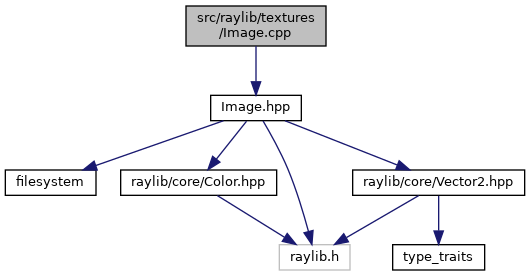 src/raylib/textures
/Image.cpp
Image.hpp
filesystem
raylib/core/Color.hpp
raylib/core/Vector2.hpp
raylib.h
type_traits